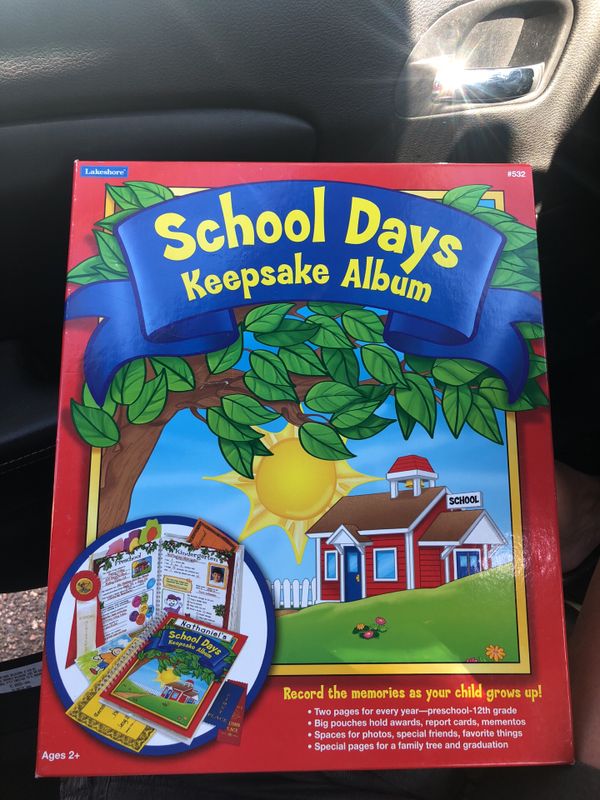 Lakeshore
#532
School Days
Keepsake Album
SCHOOL
Preschool
Kindergarten
Nathaniel's
School Days
Keepsake Album
Record the memories as your child grows up!
• Two pages for every year—preschool-12th grade
• Big pouches hold awards, report cards, mementos
• Spaces for photos, special friends, favorite things
• Special pages for a family tree and graduation
Ages 2+